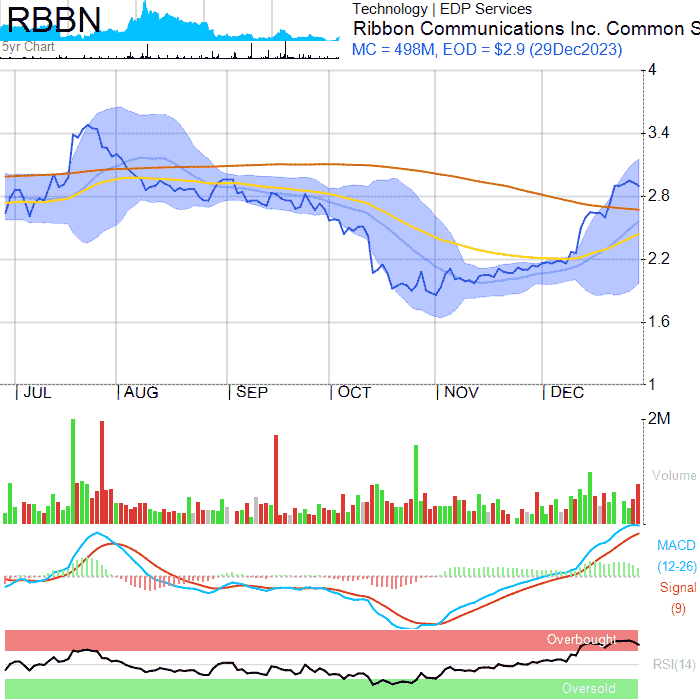 RBBN
5yr Chart
Technology | EDP Services
Ribbon Communications Inc. Common S
MC = 498M, EOD = $2.9 (29Dec2023)
4
3.4
2.8
2.2
1.6
1
JUL AUG SEP OCT NOV DEC
2M
Volume
MACD
(12-26)
Signal
(9)
Overbought
RSI(14)
Oversold